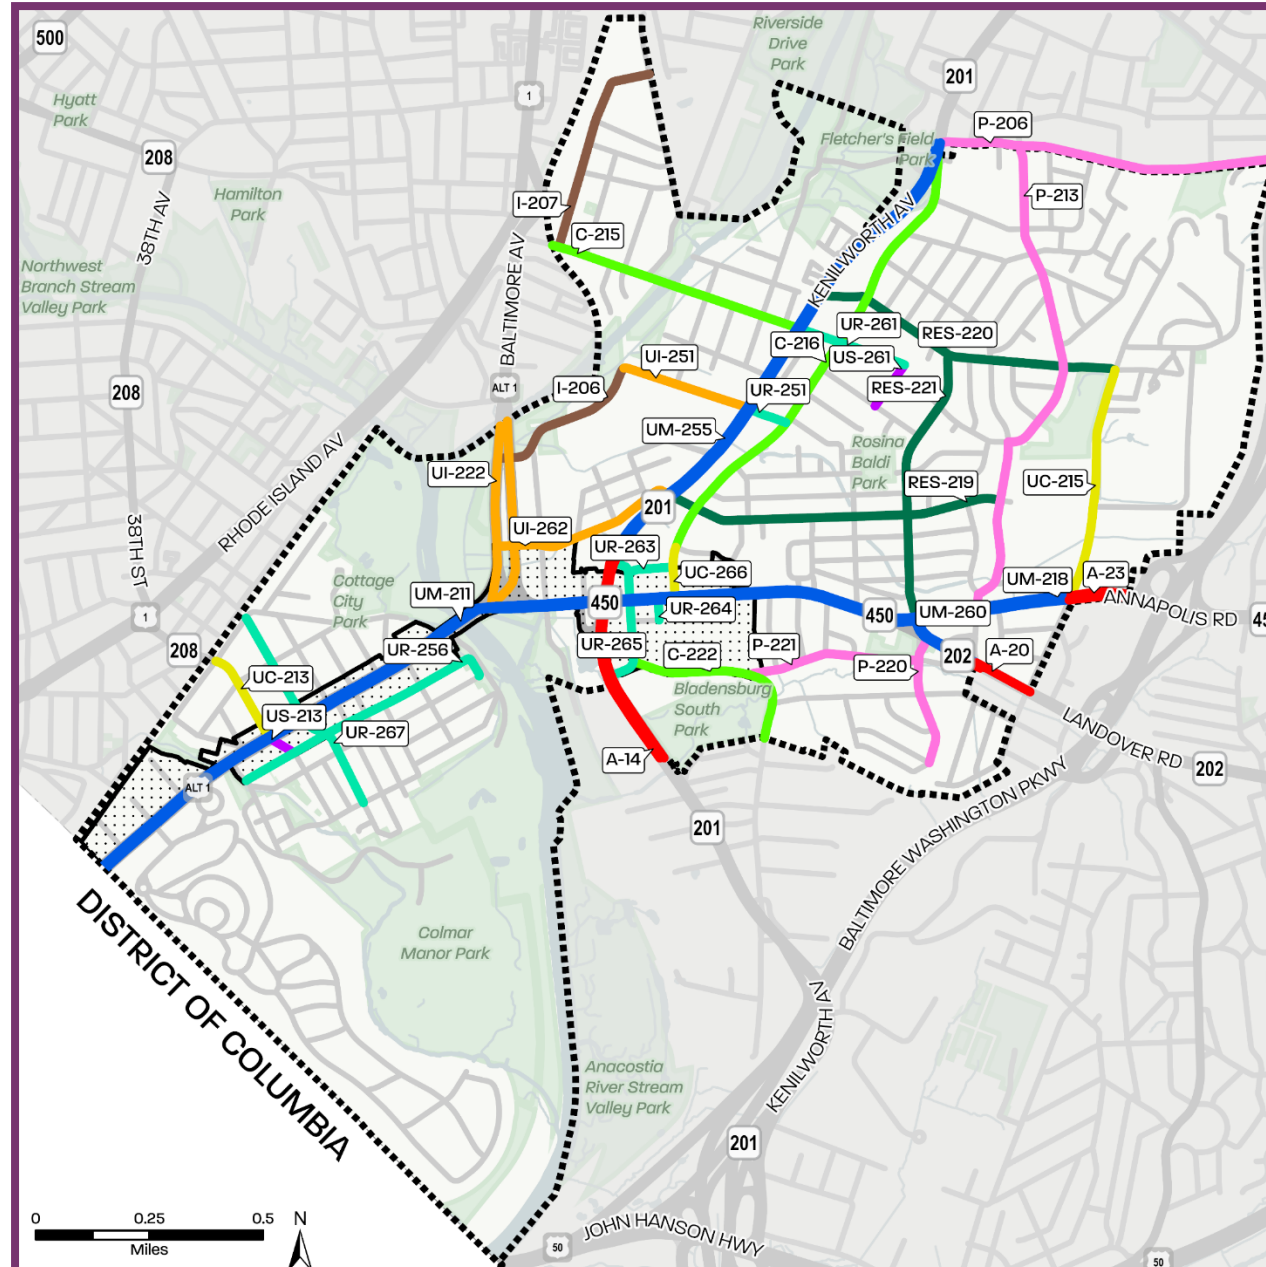 Riverside
Drive
Park
500
201
Hyatt
Park
1
P-206
Fletcher's Field
Park
208
Hamilton
Park
P-213
38TH AV
I-207
C-215
KENILWORTH AV
Northwest
Branch Stream
Valley Park
BALTIMORE AV
UR-261
RES-220
C-216
US-261
UI-251
RES-221
208
ALT 1
I-206
UR-251
UM-255
Rosina
Baldi
Park
RHODE ISLAND AV
UI-222
RES-219
UC-215
201
38TH ST
UI-262
UR-263
UC-266
A-23
UM-218
Cottage
City
Park
UM-211
450
UR-264
450
UM-260
ANNAPOLIS RD
45
1
208
UR-256
UR-265
C-222
P-221
P-220
202
A-20
UC-213
Bladensburg
South
Park
US-213
UR-267
LANDOVER RD
202
A-14
ALT 1
201
BALTIMORE WASHINGTON PKWY
DISTRICT OF COLUMBIA
Colmar
Manor Park
KENILWORTH AV
Anacostia
River Stream
Valley Park
201
0 0.25 0.5
Miles
N
JOHN HANSON HWY
50
50